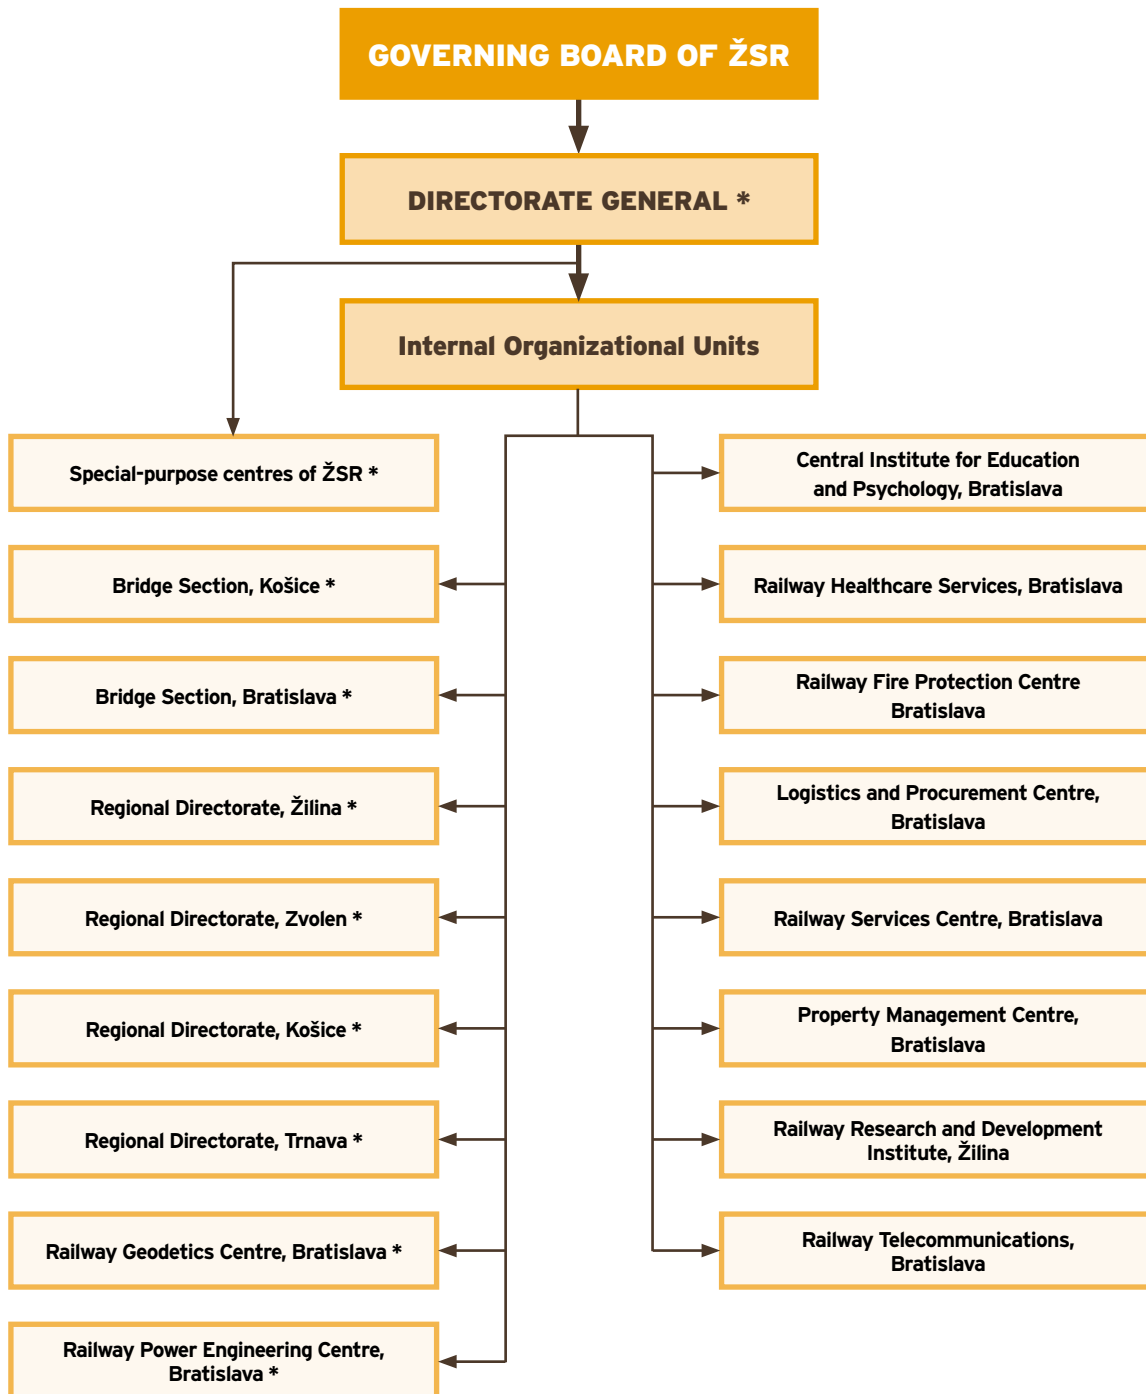 GOVERNING BOARD OF ŽSR
DIRECTORATE GENERAL *
Internal Organizational Units
Special-purpose centres of ŽSR *
Bridge Section, Košice *
Bridge Section, Bratislava *
Regional Directorate, Žilina *
Regional Directorate, Zvolen *
Regional Directorate, Košice *
Regional Directorate, Trnava *
Railway Geodetics Centre, Bratislava *
Railway Power Engineering Centre,
Bratislava *
Central Institute for Education
and Psychology, Bratislava
Railway Healthcare Services, Bratislava
Railway Fire Protection Centre
Bratislava
Logistics and Procurement Centre,
Bratislava
Railway Services Centre, Bratislava
Property Management Centre,
Bratislava
Railway Research and Development
Institute, Žilina
Railway Telecommunications,
Bratislava